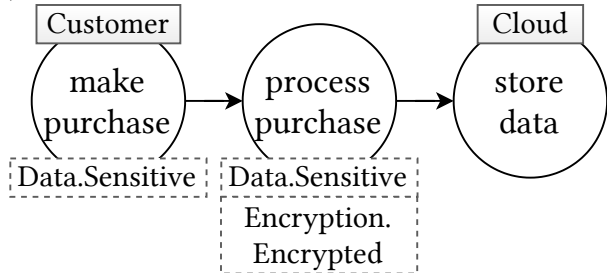 Customer
make
purchase
Data.Sensitive
process
purchase
Data.Sensitive
Encryption.
Encrypted
Cloud
store
data